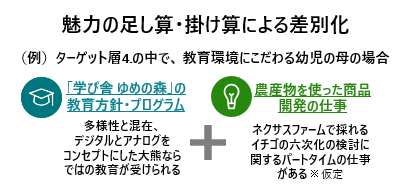 魅力の足し算・掛け算による差別化
（例）ターゲット層4.の中で、教育環境にこだわる幼児の母の場合
「学び舎 ゆめの森」の
教育方針・プログラム
多様性と混在、
デジタルとアナログを
コンセプトにした大熊なら
ではの教育が受けられる
農産物を使った商品
開発の仕事
ネクサスファームで採れる
イチゴの六次化の検討に
関するパートタイムの仕事
がある ※ 仮定